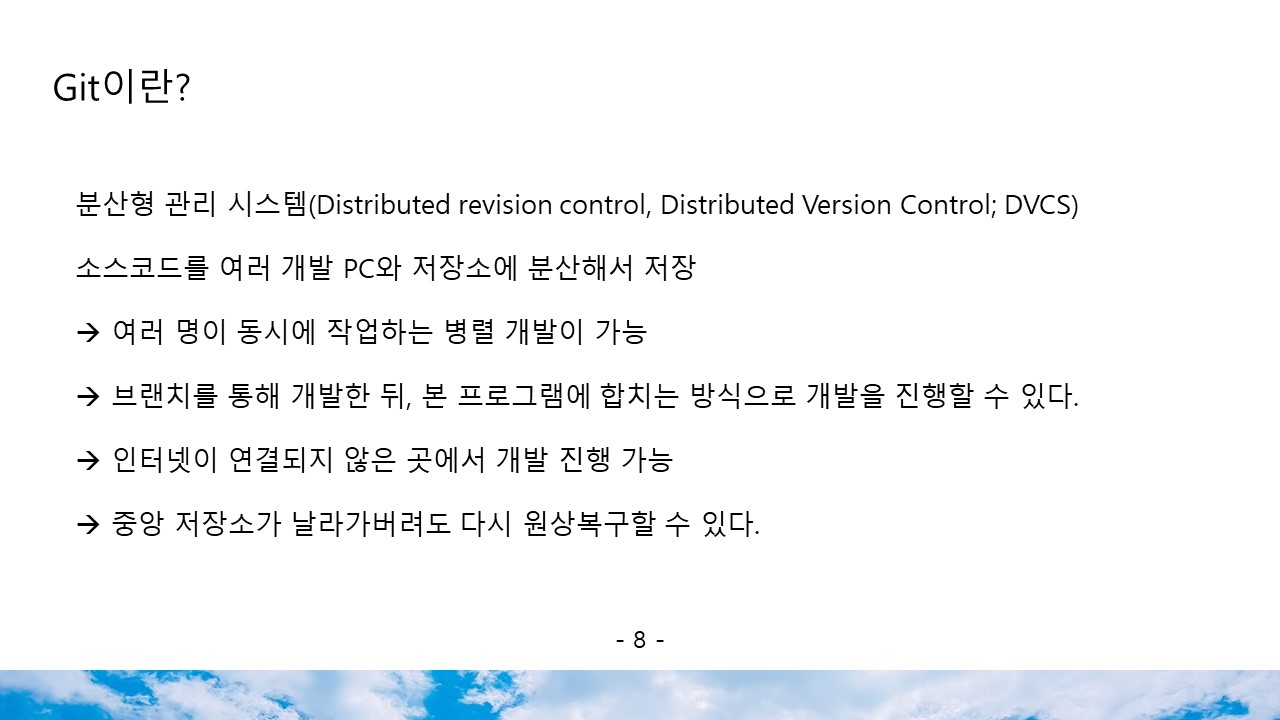 Git이란?
분산형 관리 시스템(Distributed revision control, Distributed Version Control; DVCS)
소스코드를 여러 개발 PC와 저장소에 분산해서 저장
→ 여러 명이 동시에 작업하는 병렬 개발이 가능
→ 브랜치를 통해 개발한 뒤, 본 프로그램에 합치는 방식으로 개발을 진행할 수 있다.
→ 인터넷이 연결되지 않은 곳에서 개발 진행 가능
→ 중앙 저장소가 날라가버려도 다시 원상복구할 수 있다.
- 8 -